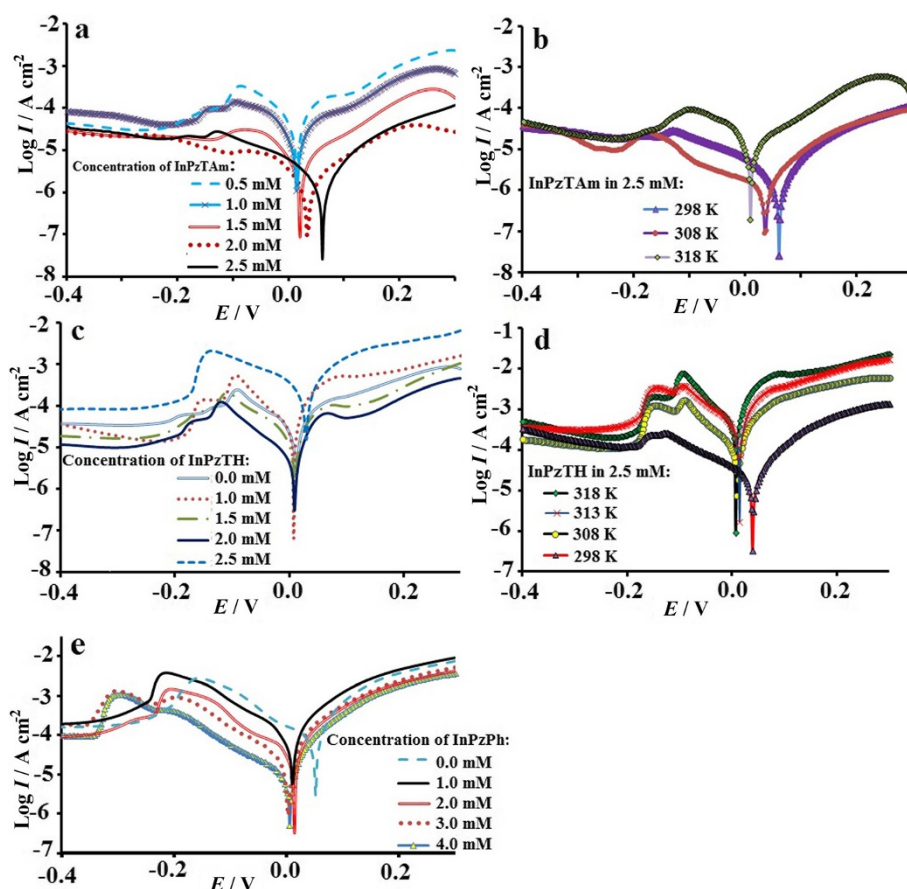 a
-2
-3
-4
-5
-6
-7
-8
Log I / A cm-2
Concentration of InPzTAm:
0.5 mM
1.0 mM
1.5 mM
2.0 mM
2.5 mM
-0.4 -0.2 0.0 0.2
E / V
b
-2
-3
-4
-5
-6
-7
-8
Log I / A cm-2
InPzTAm in 2.5 mM:
298 K
308 K
318 K
-0.4 -0.2 0.0 0.2
E / V
c
-2
-3
-4
-5
-6
-7
-8
Log I / A cm-2
Concentration of InPzTH:
0.0 mM
1.0 mM
1.5 mM
2.0 mM
2.5 mM
-0.4 -0.2 0.0 0.2
E / V
d
-1
-2
-3
-4
-5
-6
-7
Log I / A cm-2
InPzTH in 2.5 mM:
318 K
313 K
308 K
298 K
-0.4 -0.2 0.0 0.2
E / V
e
-2
-3
-4
-5
-6
-7
Log I / A cm-2
Concentration of InPzPh:
0.0 mM
1.0 mM
2.0 mM
3.0 mM
4.0 mM
-0.4 -0.2 0.0 0.2
E / V